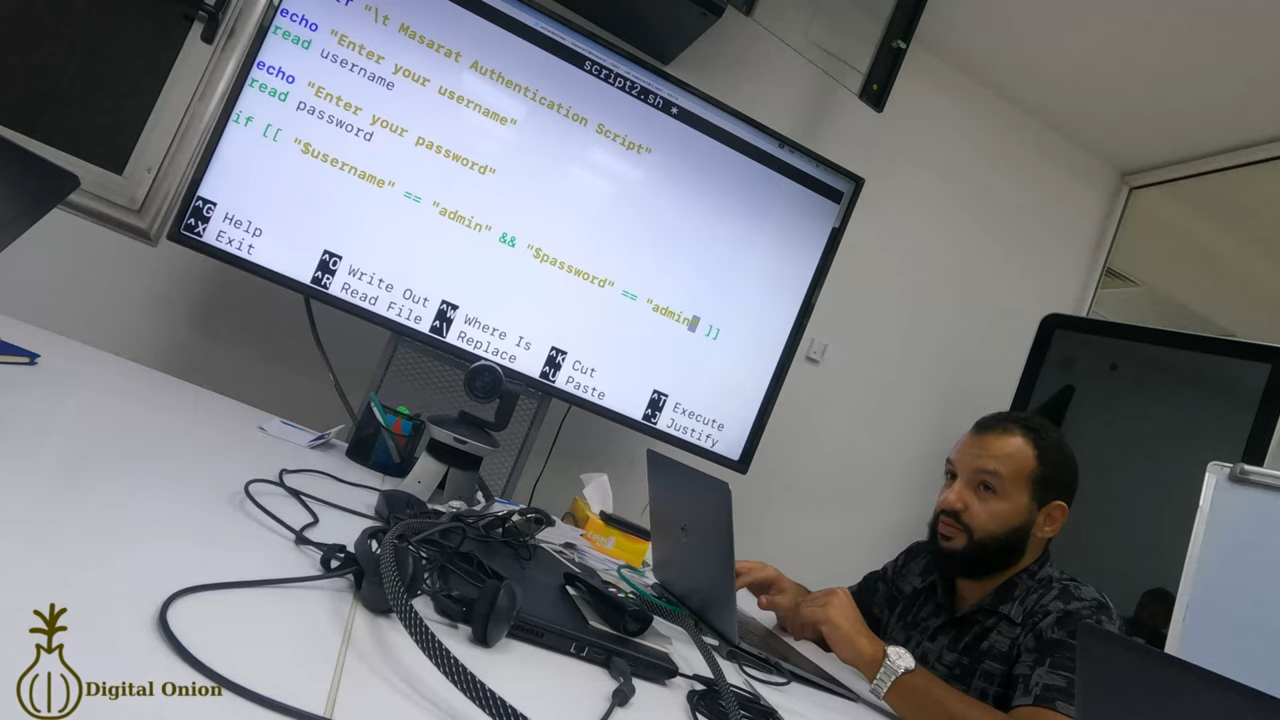 script2.sh *
"\t Masarat Authentication Script"
echo "Enter your username"
read username
echo "Enter your password"
read password
if [[ "$username" == "admin" && "$password" == "admin" ]]
^G Help
^X Exit
^O Write Out
^R Read File
^W Where Is
^\ Replace
^K Cut
^U Paste
^T Execute
^J Justify
Digital Onion